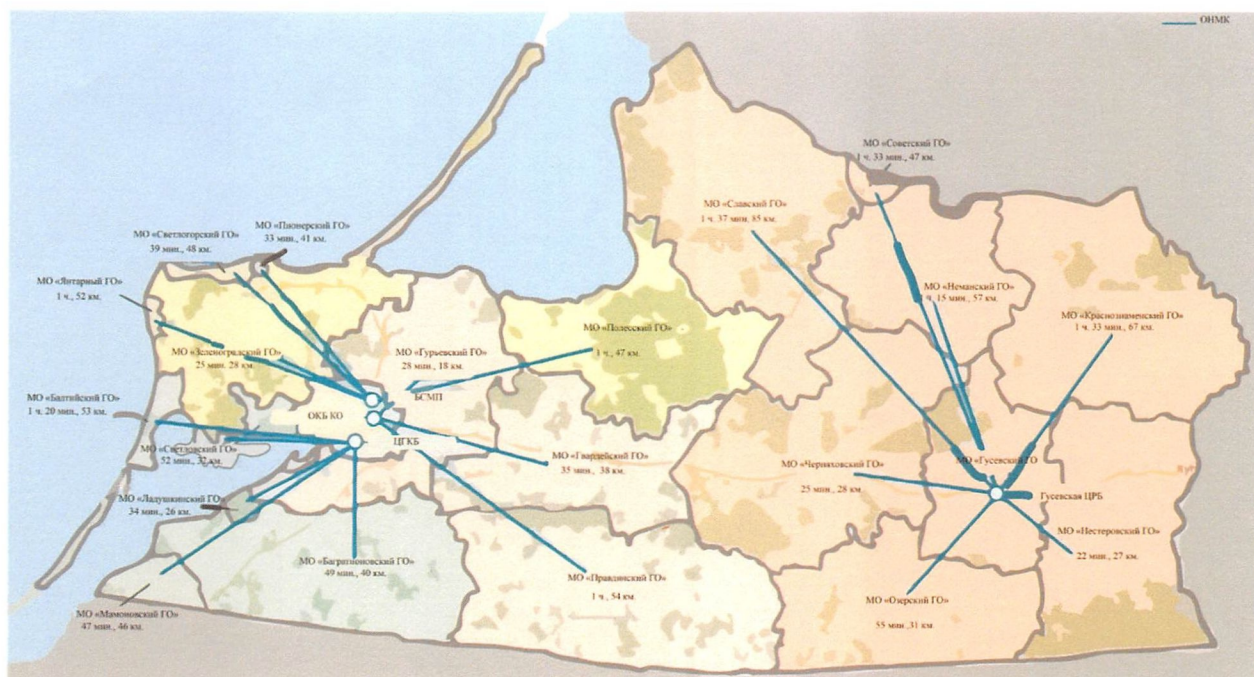 ОНМК
МО «Советский ГО»
1 ч. 33 мин., 47 км.
МО «Славский ГО»
1 ч. 37 мин, 85 км.
МО «Пионерский ГО»
33 мин., 41 км.
МО «Светлогорский ГО»
39 мин., 48 км.
МО «Янтарный ГО»
1 ч., 52 км.
МО «Неманский ГО»
1 ч. 15 мин., 57 км.
МО «Краснознаменский ГО»
1 ч. 33 мин., 67 км.
МО «Полесский ГО»
1 ч., 47 км.
МО «Зеленоградский ГО»
25 мин. 28 км.
МО «Гурьевский ГО»
28 мин., 18 км.
БСМП
МО «Балтийский ГО»
1 ч. 20 мин., 53 км.
ОКБ КО
ЦГКБ
МО «Светловский ГО»
52 мин., 32 км.
МО «Гвардейский ГО»
35 мин., 38 км.
МО «Черняховский ГО»
25 мин., 28 км.
МО «Гусевский ГО
Гусевская ЦРБ
МО «Ладушкинский ГО»
34 мин., 26 км.
МО «Нестеровский ГО»
22 мин., 27 км.
МО «Багратионовский ГО»
49 мин., 40 км.
МО «Правдинский ГО»
1 ч., 54 км.
МО «Озерский ГО»
55 мин ,31 км.
МО «Мамоновский ГО»
47 мин., 46 км.